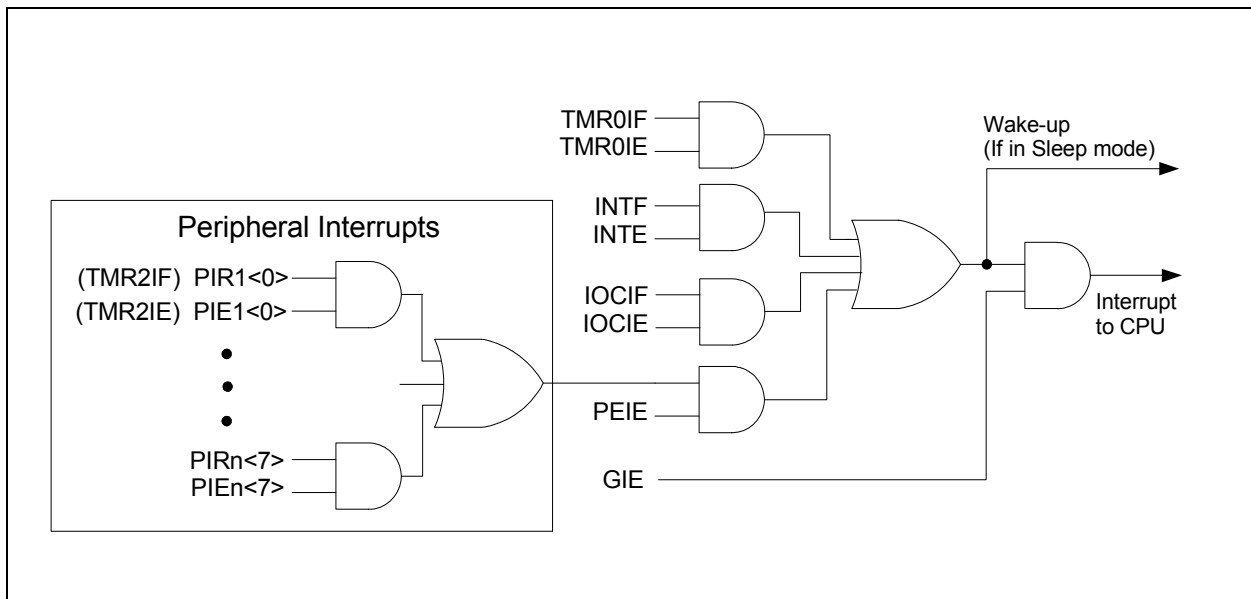 TMR0IF
TMR0IE
Wake-up
(If in Sleep mode)
INTF
INTE
Peripheral Interrupts
(TMR2IF) PIR1<0>
(TMR2IE) PIE1<0>
IOCIF
IOCIE
Interrupt
to CPU
PEIE
PIRn<7>
PIEn<7>
GIE